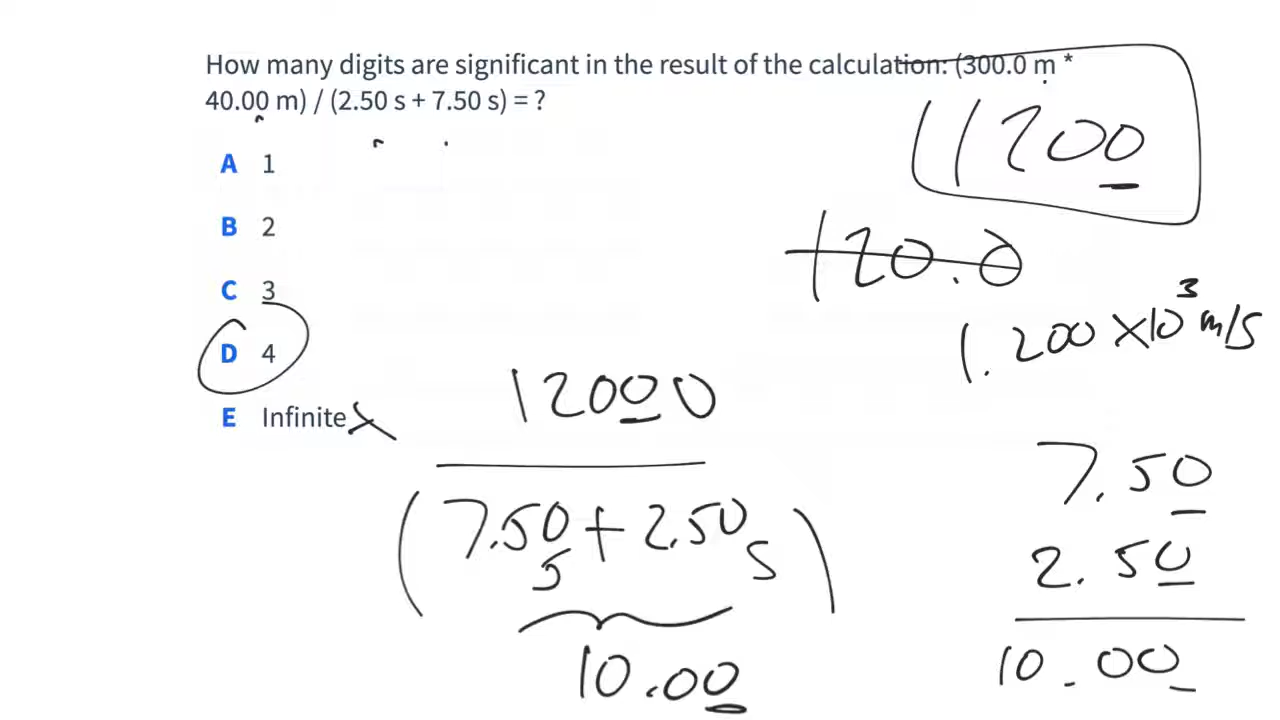 How many digits are significant in the result of the calculation: (300.0 m *
40.00 m) / (2.50 s + 7.50 s) = ?
A 1
B 2
C 3
D 4
E Infinite
1200
120.0
1.200 × 10³ m/s
12000
(7.50 s + 2.50 s)
10.00
7.50
2.50
10.00